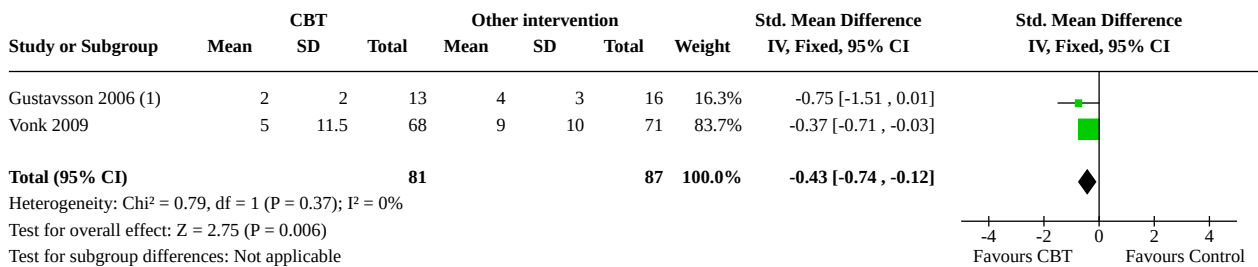 CBT Other intervention Std. Mean Difference Std. Mean Difference
Study or Subgroup Mean SD Total Mean SD Total Weight IV, Fixed, 95% CI IV, Fixed, 95% CI
Gustavsson 2006 (1) 2 2 13 4 3 16 16.3% -0.75 [-1.51 , 0.01]
Vonk 2009 5 11.5 68 9 10 71 83.7% -0.37 [-0.71 , -0.03]
Total (95% CI) 81 87 100.0% -0.43 [-0.74 , -0.12]
Heterogeneity: Chi² = 0.79, df = 1 (P = 0.37); I² = 0%
Test for overall effect: Z = 2.75 (P = 0.006)
-4 -2 0 2 4
Test for subgroup differences: Not applicable
Favours CBT Favours Control